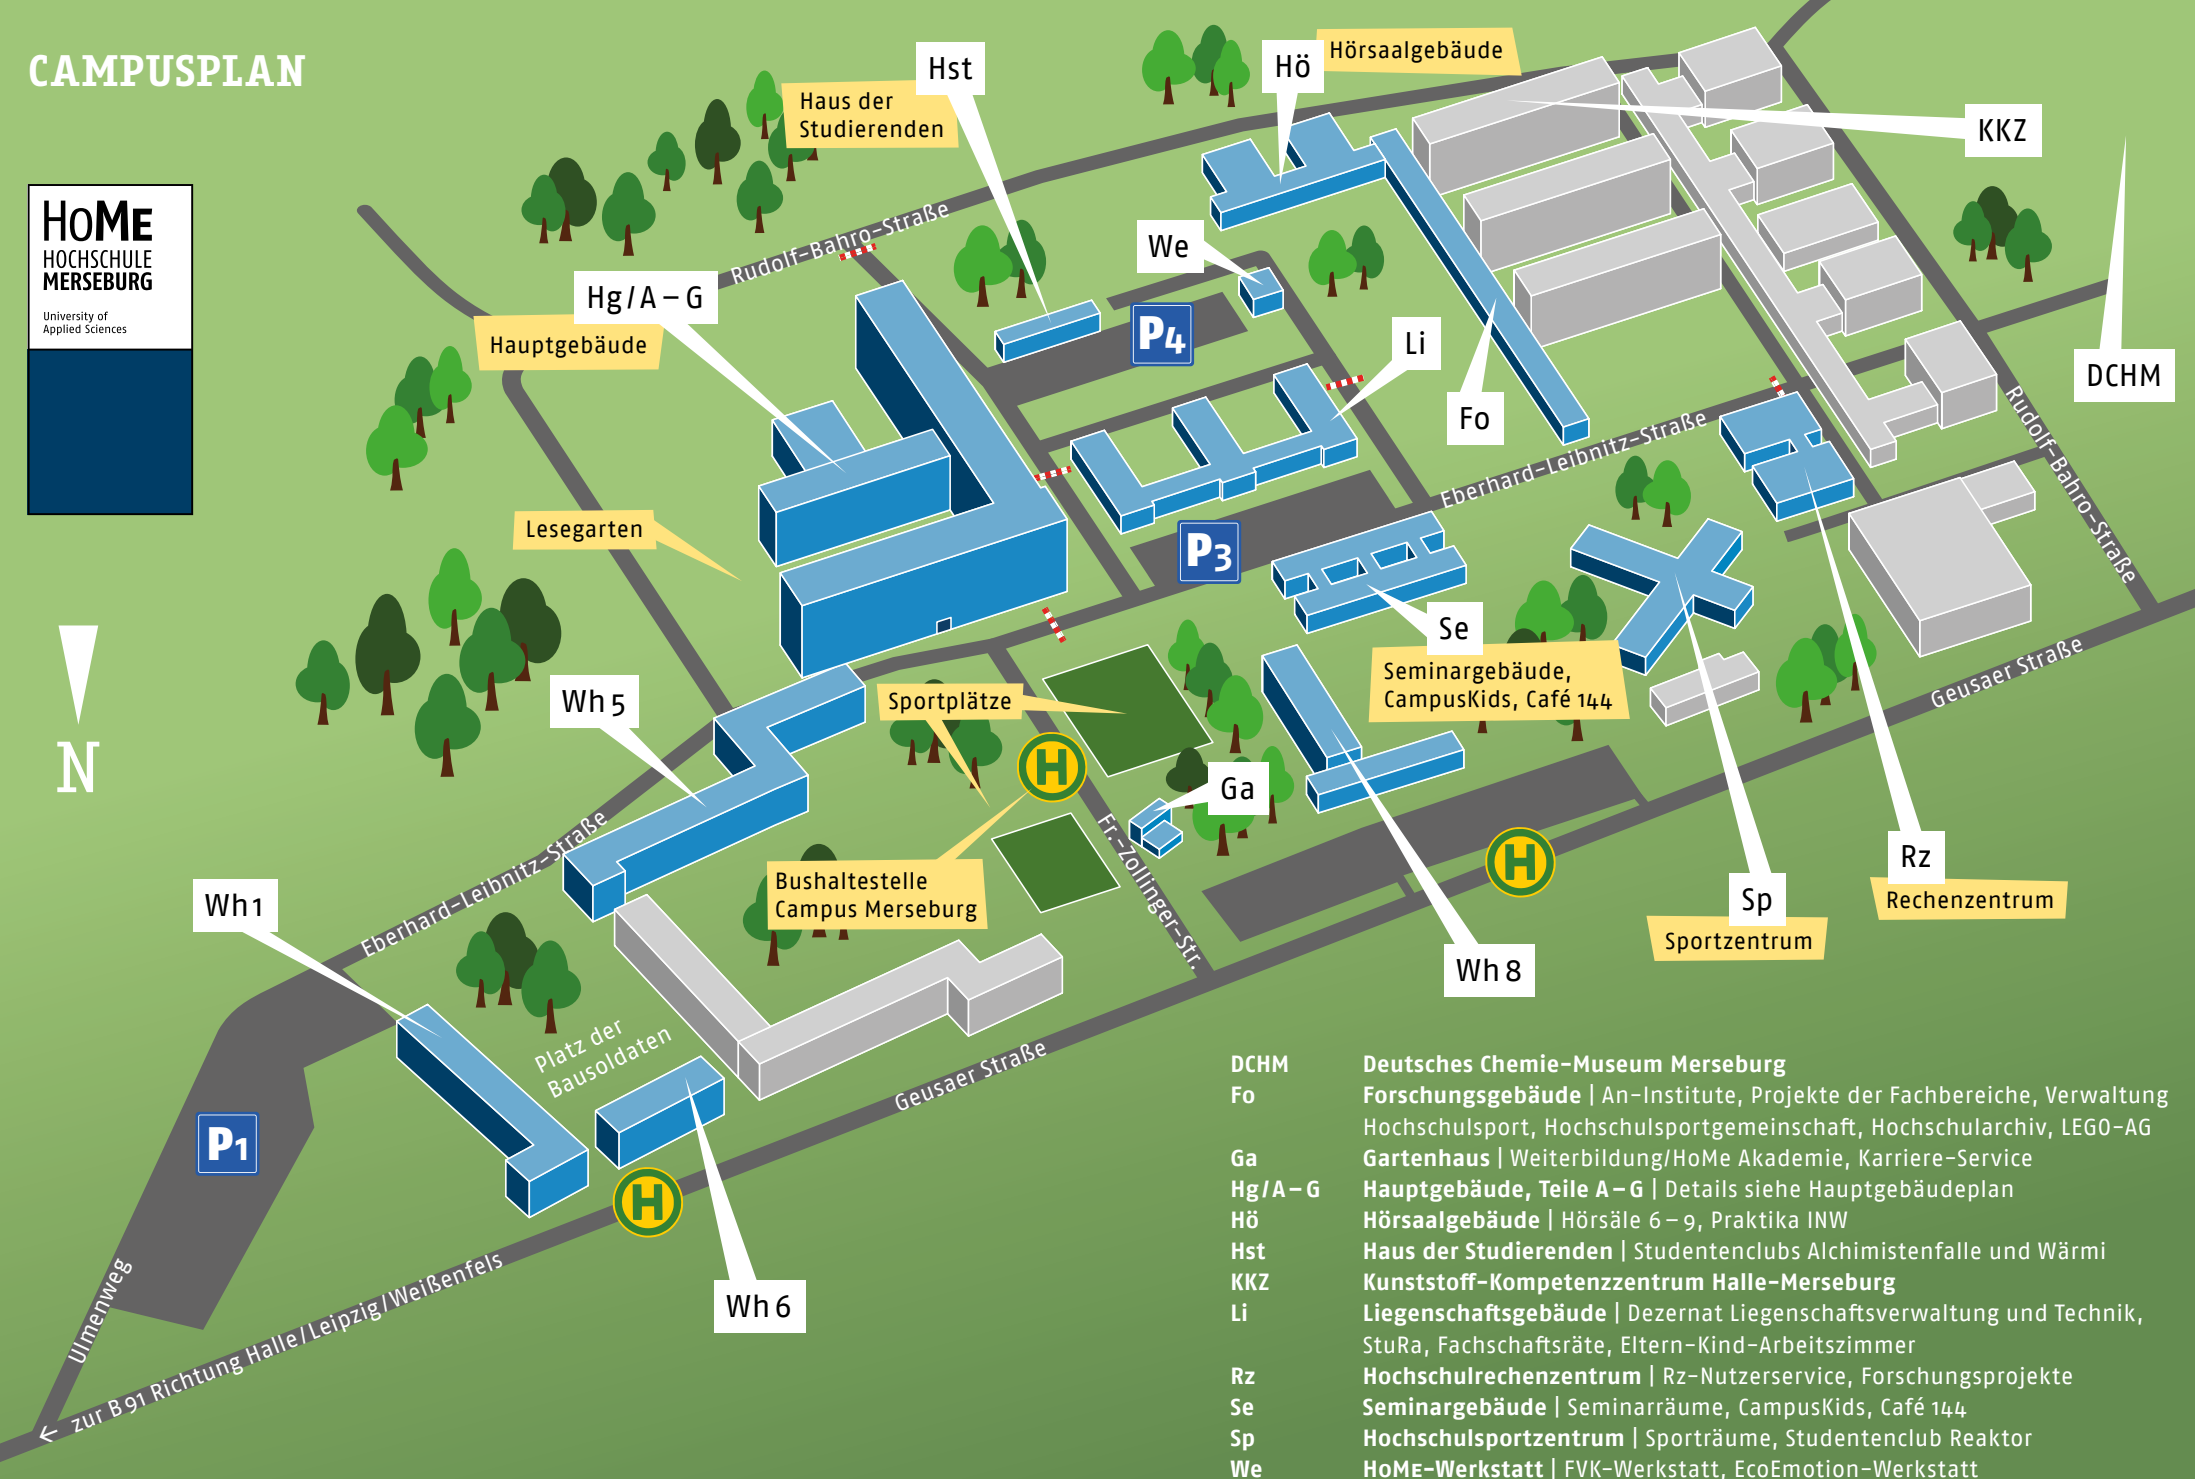 CAMPUSPLAN
HoME
HOCHSCHULE
MERSEBURG
University of
Applied Sciences
Hst
Haus der
Studierenden
Hö
Hörsaalgebäude
KKZ
We
Rudolf-Bahro-Straße
Hg/A–G
Hauptgebäude
P4
Li
Fo
DCHM
Rudolf-Bahro-Straße
Eberhard-Leibnitz-Straße
Lesegarten
P3
Se
Seminargebäude,
CampusKids, Café 144
Geusaer Straße
N
Wh 5
Sportplätze
H
Ga
Fr.-Zollinger-Str.
H
Bushaltestelle
Campus Merseburg
Eberhard-Leibnitz-Straße
Wh 1
Rz
Rechenzentrum
Sp
Sportzentrum
Wh 8
Platz der
Bausoldaten
Geusaer Straße
P1
H
Wh 6
Ulmenweg
← zur B 91 Richtung Halle/Leipzig/Weißenfels
DCHM Deutsches Chemie-Museum Merseburg
Fo Forschungsgebäude | An-Institute, Projekte der Fachbereiche, Verwaltung
Hochschulsport, Hochschulsportgemeinschaft, Hochschularchiv, LEGO-AG
Ga Gartenhaus | Weiterbildung/HoMe Akademie, Karriere-Service
Hg/A–G Hauptgebäude, Teile A–G | Details siehe Hauptgebäudeplan
Hö Hörsaalgebäude | Hörsäle 6–9, Praktika INW
Hst Haus der Studierenden | Studentenclubs Alchimistenfalle und Wärmi
KKZ Kunststoff-Kompetenzzentrum Halle-Merseburg
Li Liegenschaftsgebäude | Dezernat Liegenschaftsverwaltung und Technik,
StuRa, Fachschaftsräte, Eltern-Kind-Arbeitszimmer
Rz Hochschulrechenzentrum | Rz-Nutzerservice, Forschungsprojekte
Se Seminargebäude | Seminarräume, CampusKids, Café 144
Sp Hochschulsportzentrum | Sporträume, Studentenclub Reaktor
We HoME-Werkstatt | FVK-Werkstatt, EcoEmotion-Werkstatt